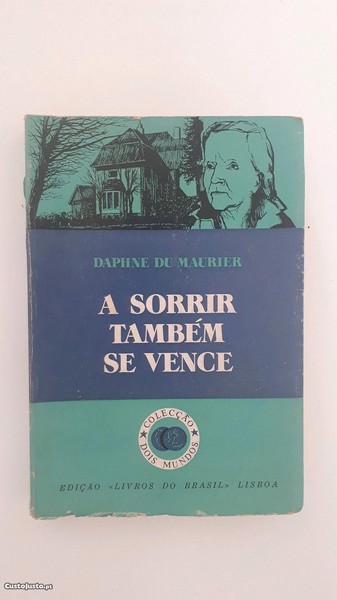 DAPHNE DU MAURIER
A SORRIR
TAMBÉM
SE VENCE
COLECÇÃO
DOIS MUNDOS
EDIÇÃO «LIVROS DO BRASIL» LISBOA
CustoJusto.pt